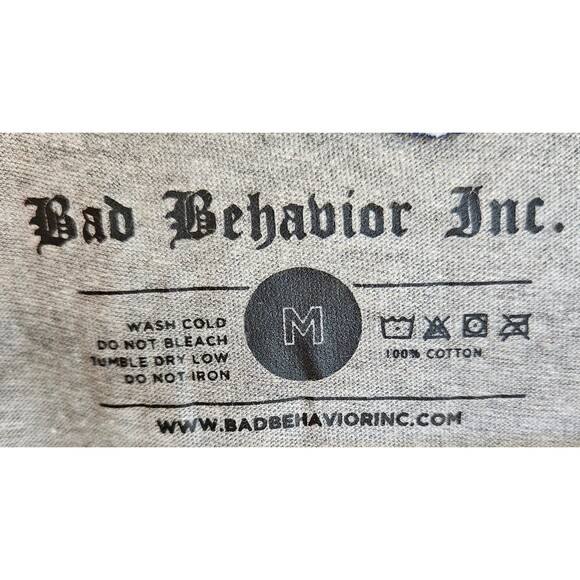 Bad Behavior Inc.
WASH COLD
DO NOT BLEACH
TUMBLE DRY LOW
DO NOT IRON
M
100% COTTON
WWW.BADBEHAVIORINC.COM